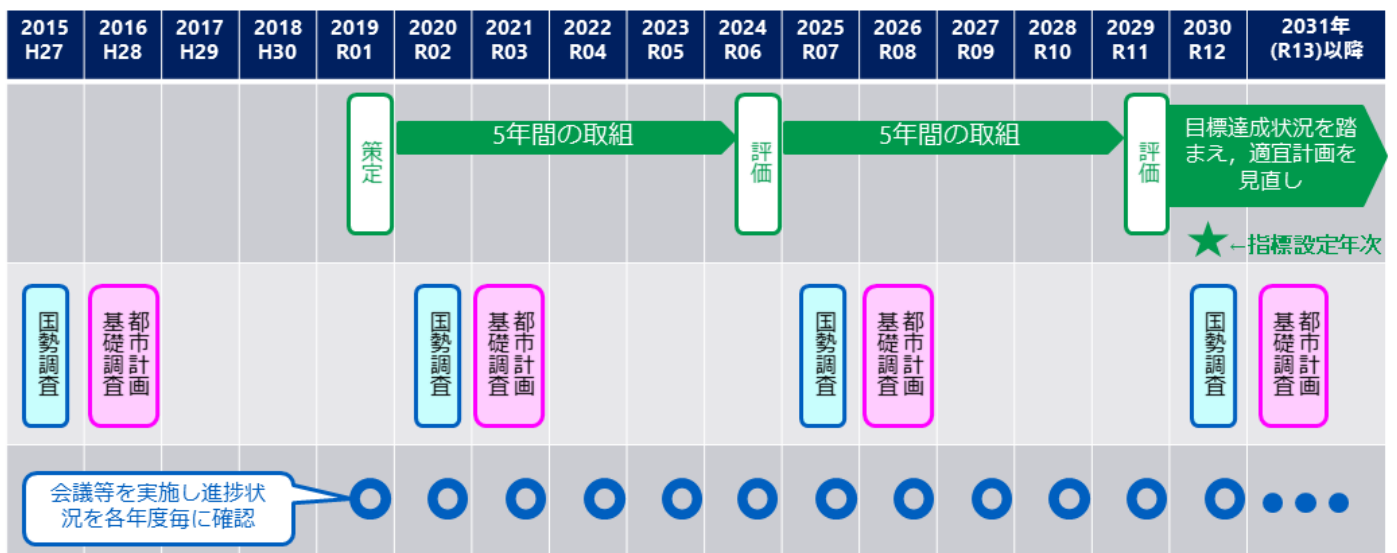 2015 2016 2017 2018 2019 2020 2021 2022 2023 2024 2025 2026 2027 2028 2029 2030 2031年
H27 H28 H29 H30 R01 R02 R03 R04 R05 R06 R07 R08 R09 R10 R11 R12 (R13)以降
策定
5年間の取組
評価
5年間の取組
評価
目標達成状況を踏
まえ，適宜計画を
見直し
★←指標設定年次
国勢調査
都市計画
基礎調査
国勢調査
都市計画
基礎調査
国勢調査
都市計画
基礎調査
国勢調査
都市計画
基礎調査
会議等を実施し進捗状
況を各年度毎に確認